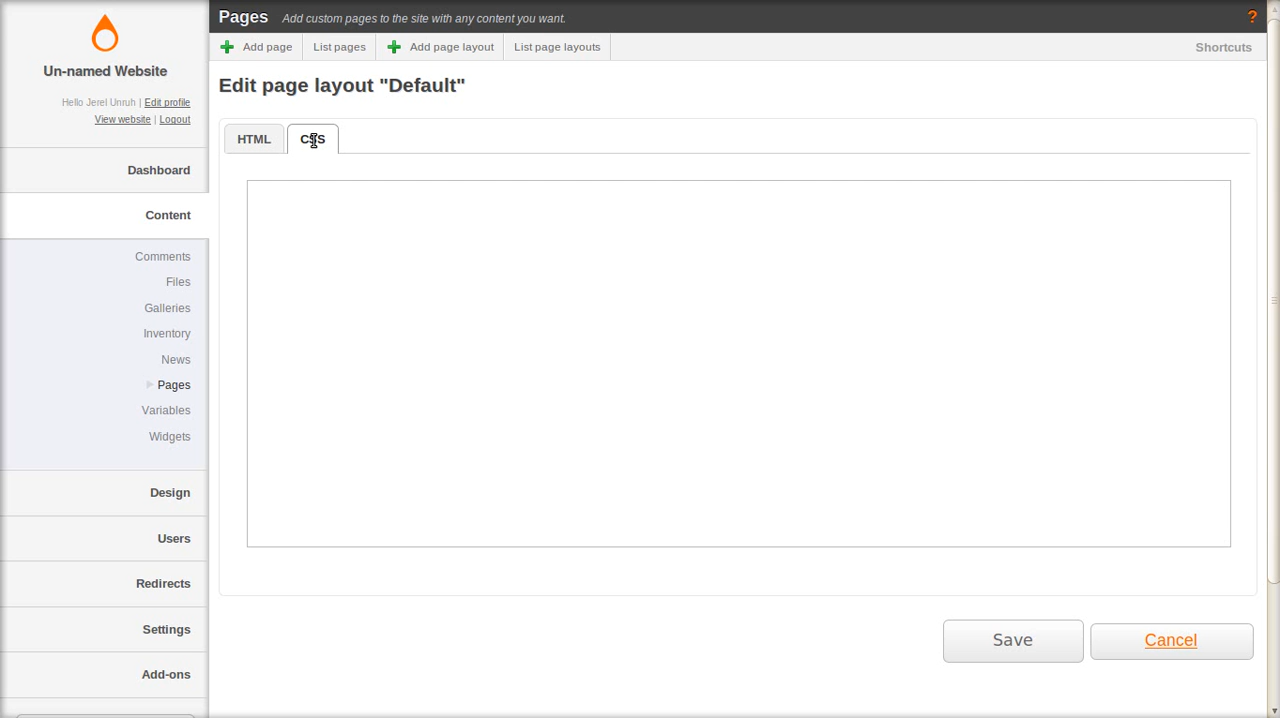 Un-named Website
Hello Jerel Unruh | Edit profile
View website | Logout
Dashboard
Content
Comments
Files
Galleries
Inventory
News
Pages
Variables
Widgets
Design
Users
Redirects
Settings
Add-ons
Pages Add custom pages to the site with any content you want. ?
Add page List pages Add page layout List page layouts Shortcuts
Edit page layout "Default"
HTML CSS
Save Cancel